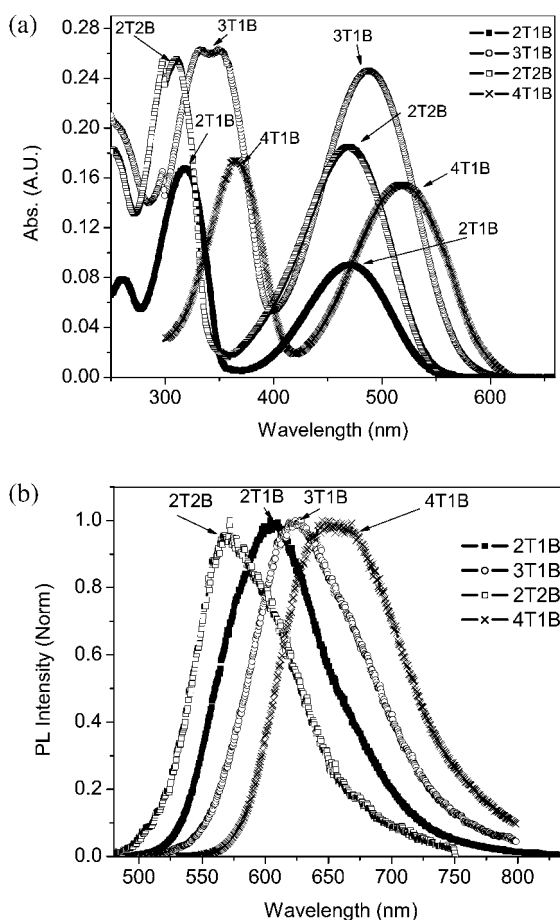 (a)
2T2B
3T1B
2T1B
4T1B
3T1B
2T2B
4T1B
2T1B
2T1B
3T1B
2T2B
4T1B
Abs. (A.U.)
0.28
0.24
0.20
0.16
0.12
0.08
0.04
0.00
300 400 500 600
Wavelength (nm)
(b)
2T2B
2T1B
3T1B
4T1B
2T1B
3T1B
2T2B
4T1B
PL Intensity (Norm)
1.0
0.8
0.6
0.4
0.2
0.0
500 550 600 650 700 750 800
Wavelength (nm)